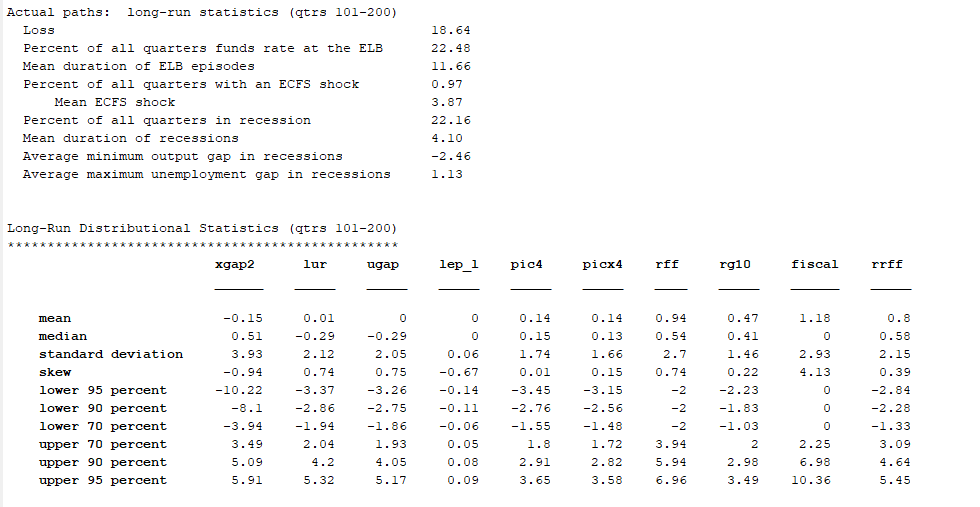 Actual paths:  long-run statistics (qtrs 101-200)
Loss 18.64
Percent of all quarters funds rate at the ELB 22.48
Mean duration of ELB episodes 11.66
Percent of all quarters with an ECFS shock 0.97
Mean ECFS shock 3.87
Percent of all quarters in recession 22.16
Mean duration of recessions 4.10
Average minimum output gap in recessions -2.46
Average maximum unemployment gap in recessions 1.13
Long-Run Distributional Statistics (qtrs 101-200)
*************************************************
xgap2 lur ugap lep_l pic4 picx4 rff rg10 fiscal rrff
mean -0.15 0.01 0 0 0.14 0.14 0.94 0.47 1.18 0.8
median 0.51 -0.29 -0.29 0 0.15 0.13 0.54 0.41 0 0.58
standard deviation 3.93 2.12 2.05 0.06 1.74 1.66 2.7 1.46 2.93 2.15
skew -0.94 0.74 0.75 -0.67 0.01 0.15 0.74 0.22 4.13 0.39
lower 95 percent -10.22 -3.37 -3.26 -0.14 -3.45 -3.15 -2 -2.23 0 -2.84
lower 90 percent -8.1 -2.86 -2.75 -0.11 -2.76 -2.56 -2 -1.83 0 -2.28
lower 70 percent -3.94 -1.94 -1.86 -0.06 -1.55 -1.48 -2 -1.03 0 -1.33
upper 70 percent 3.49 2.04 1.93 0.05 1.8 1.72 3.94 2 2.25 3.09
upper 90 percent 5.09 4.2 4.05 0.08 2.91 2.82 5.94 2.98 6.98 4.64
upper 95 percent 5.91 5.32 5.17 0.09 3.65 3.58 6.96 3.49 10.36 5.45